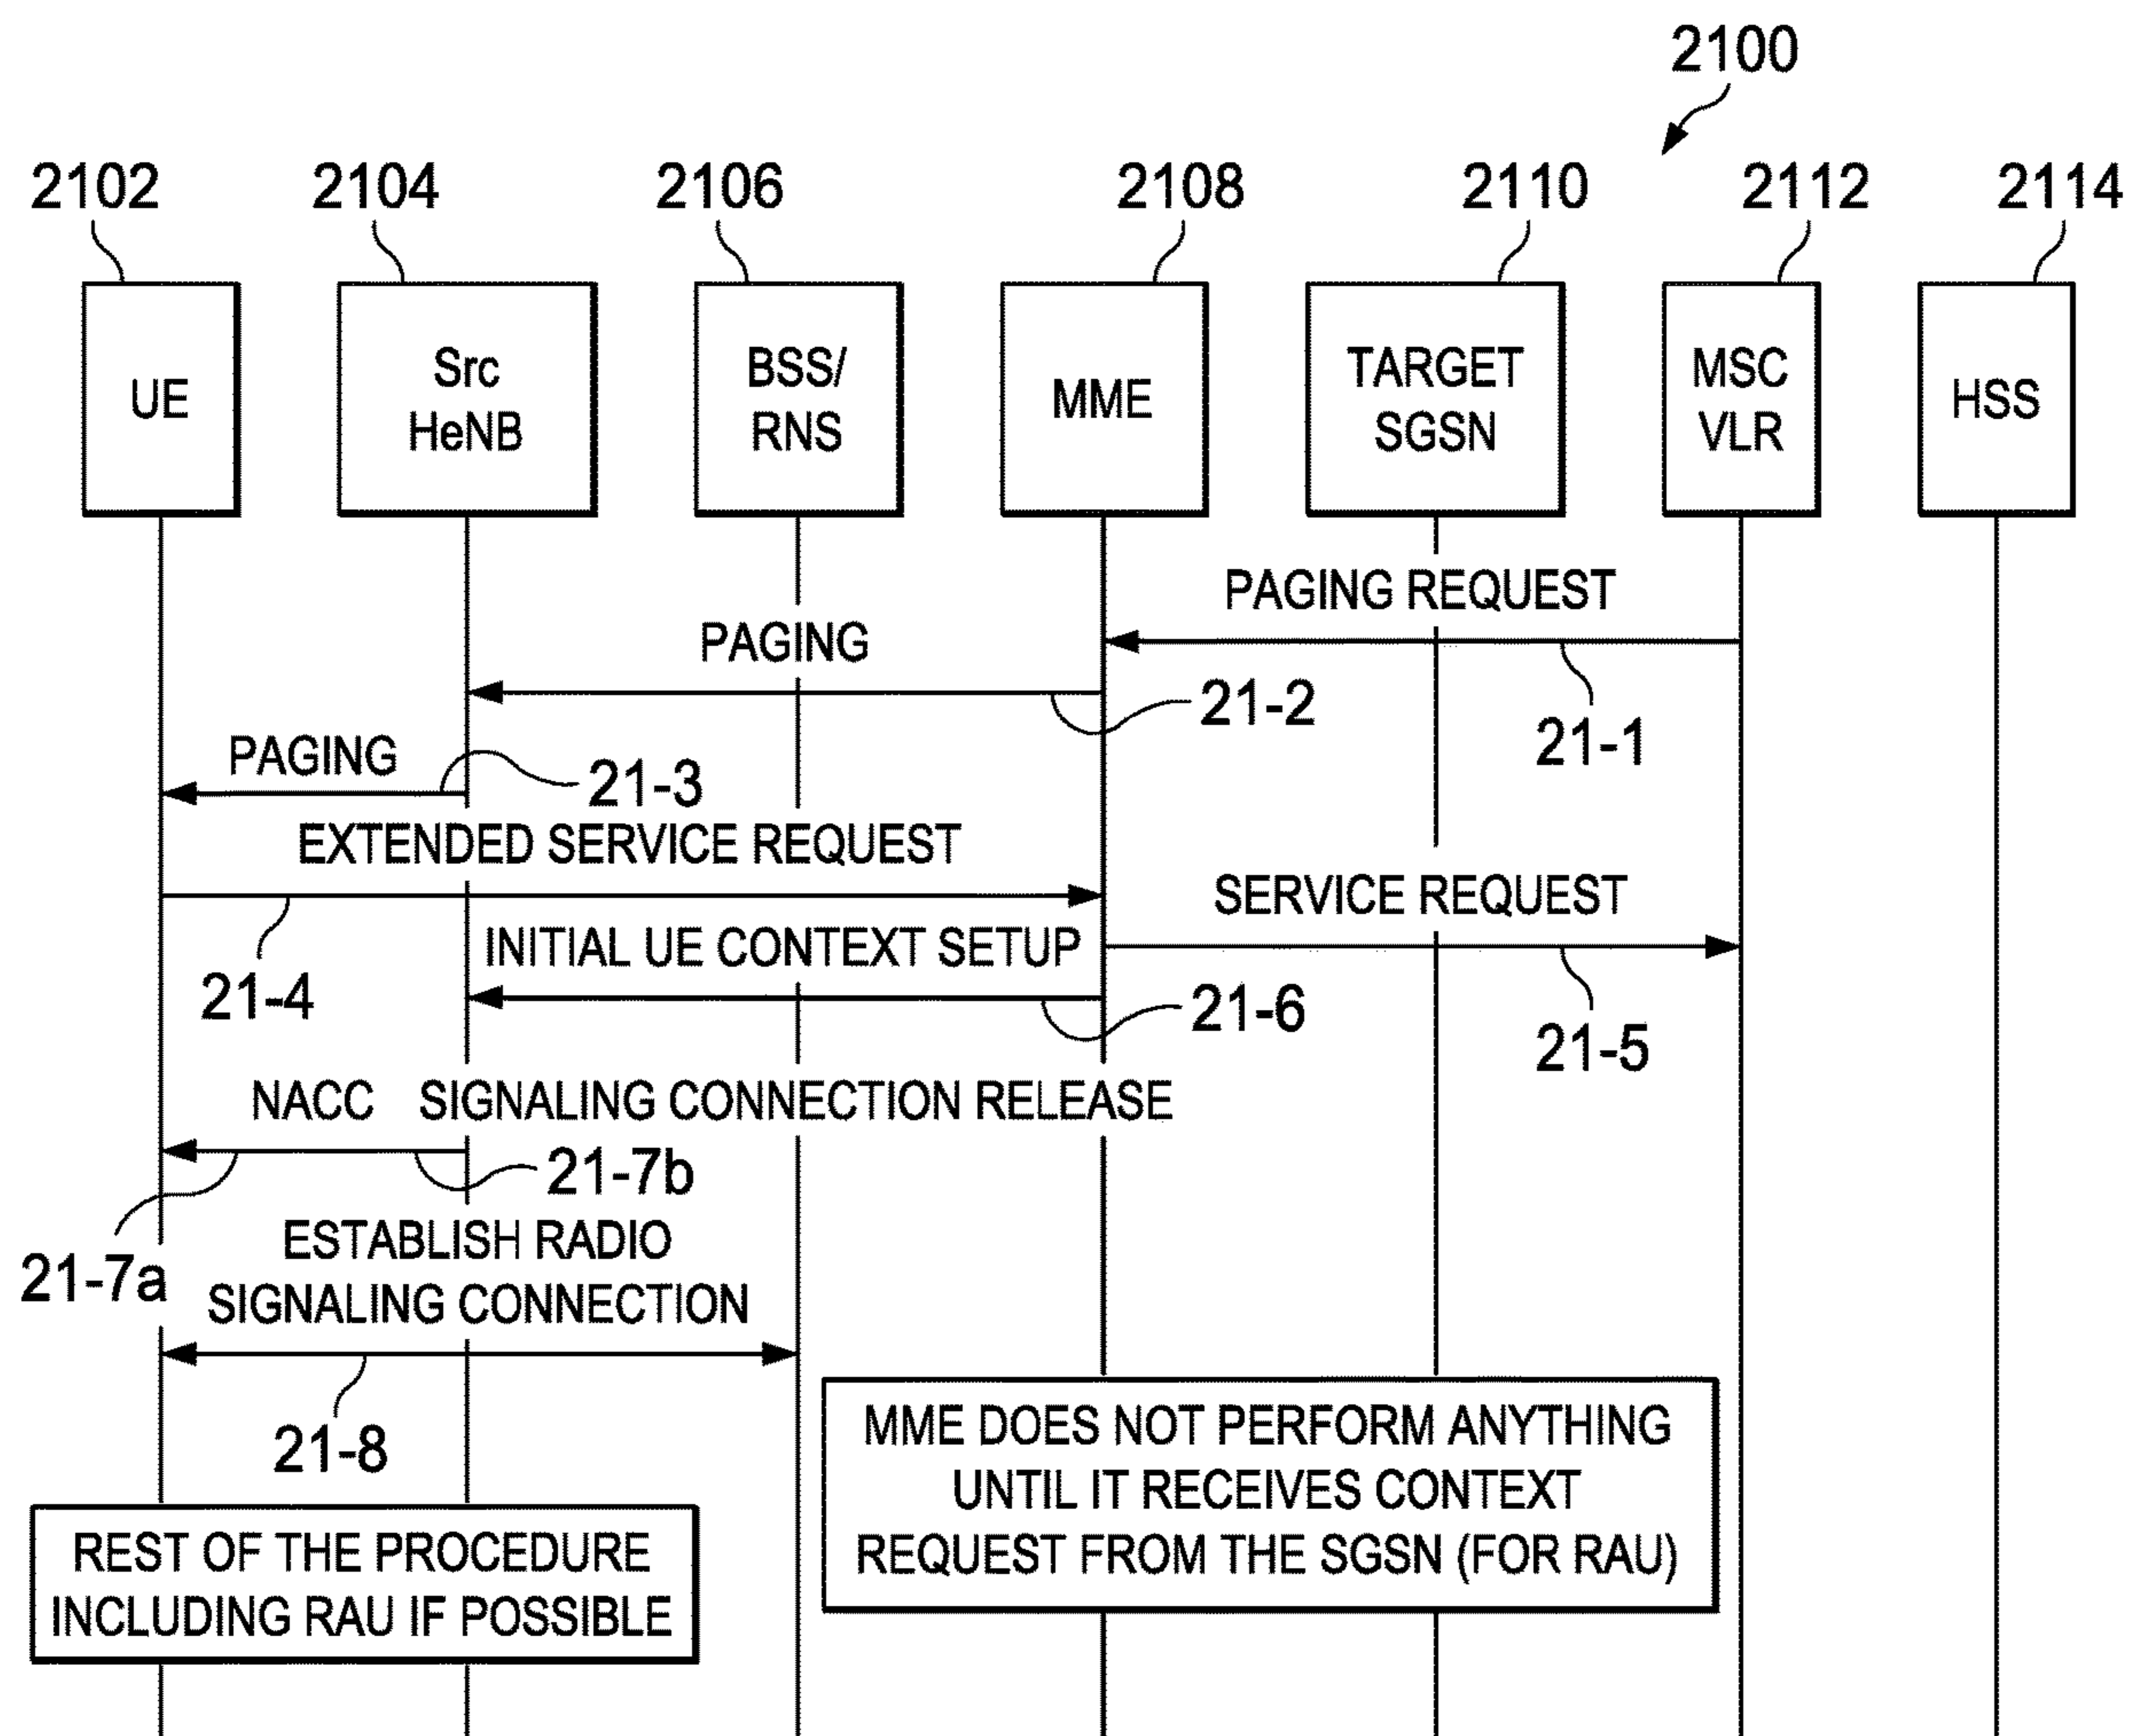 2100
2102
2104
2106
2108
2110
2112
2114
UE
Src
HeNB
BSS/
RNS
MME
TARGET
SGSN
MSC
VLR
HSS
PAGING REQUEST
21-1
PAGING
21-2
PAGING
21-3
EXTENDED SERVICE REQUEST
21-4
SERVICE REQUEST
21-5
INITIAL UE CONTEXT SETUP
21-6
NACC
SIGNALING CONNECTION RELEASE
21-7b
21-7a
ESTABLISH RADIO
SIGNALING CONNECTION
21-8
MME DOES NOT PERFORM ANYTHING
UNTIL IT RECEIVES CONTEXT
REQUEST FROM THE SGSN (FOR RAU)
REST OF THE PROCEDURE
INCLUDING RAU IF POSSIBLE